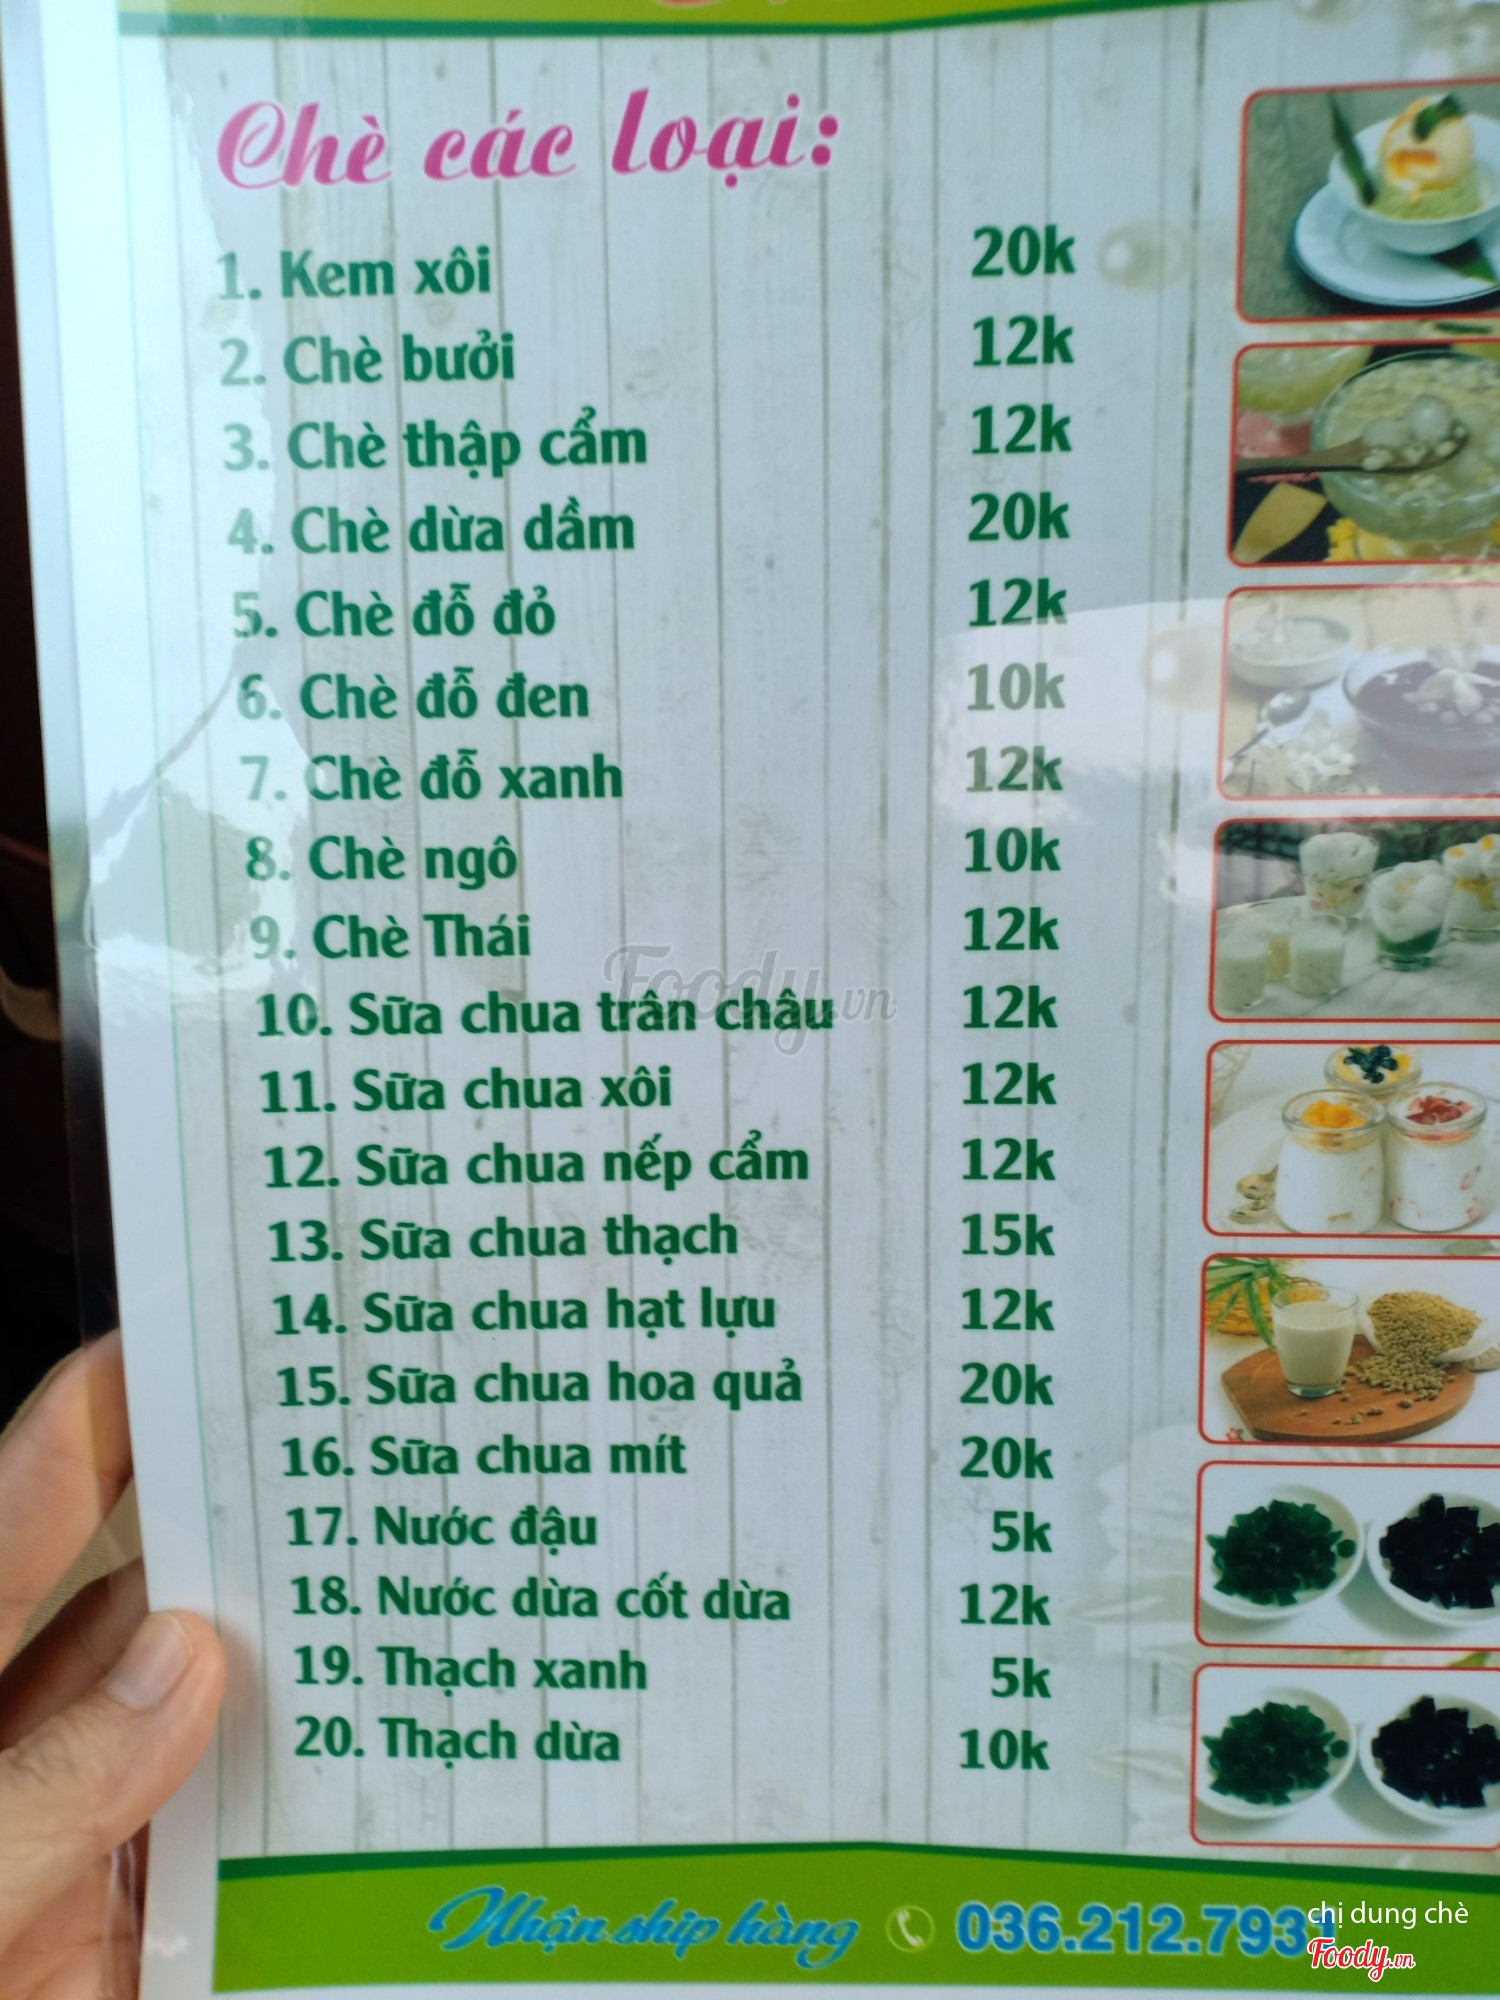 Chè các loại:
1. Kem xôi 20k
2. Chè bưởi 12k
3. Chè thập cẩm 12k
4. Chè dừa dầm 20k
5. Chè đỗ đỏ 12k
6. Chè đỗ đen 10k
7. Chè đỗ xanh 12k
8. Chè ngô 10k
9. Chè Thái 12k
10. Sữa chua trân châu 12k
11. Sữa chua xôi 12k
12. Sữa chua nếp cẩm 12k
13. Sữa chua thạch 15k
14. Sữa chua hạt lựu 12k
15. Sữa chua hoa quả 20k
16. Sữa chua mít 20k
17. Nước đậu 5k
18. Nước dừa cốt dừa 12k
19. Thạch xanh 5k
20. Thạch dừa 10k
Foody.vn
Nhận ship hàng 036.212.793
chị dung chè
Foody.vn